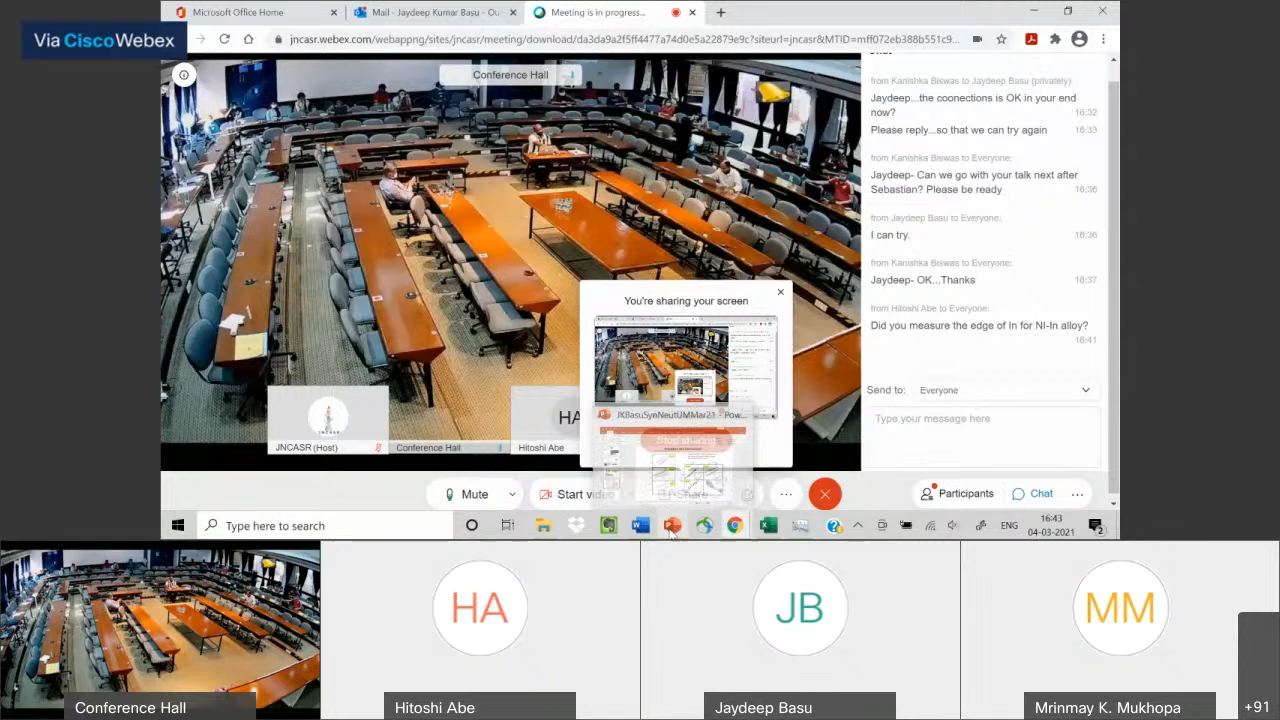 Microsoft Office Home
Mail - Jaydeep Kumar Basu - Ou
Meeting is in progress...
Via Cisco Webex
jncasr.webex.com/webappng/sites/jncasr/meeting/download/da3da9a2f5ff4477a74d0e5a22879e9c?siteurl=jncasr&MTID=mff072eb388b551c9...
Conference Hall
from Kanishka Biswas to Jaydeep Basu (privately):
Jaydeep...the coonections is OK in your end
now?
16:32
Please reply...so that we can try again
16:33
from Kanishka Biswas to Everyone:
Jaydeep- Can we go with your talk next after
Sebastian? Please be ready
16:36
from Jaydeep Basu to Everyone:
I can try.
16:36
from Kanishka Biswas to Everyone:
Jaydeep- OK...Thanks
16:37
from Hitoshi Abe to Everyone:
Did you measure the edge of In for NI-In alloy?
16:41
You're sharing your screen
JKBasuSynNeutUMMar21 - Pow...
Stop sharing
JNCASR
JNCASR (Host)
Conference Hall
HA
Hitoshi Abe
Send to:
Everyone
Type your message here
Mute
Start video
Share
Participants
Chat
Type here to search
ENG
16:43
04-03-2021
2
HA
JB
MM
Conference Hall
Hitoshi Abe
Jaydeep Basu
Mrinmay K. Mukhopa
+91